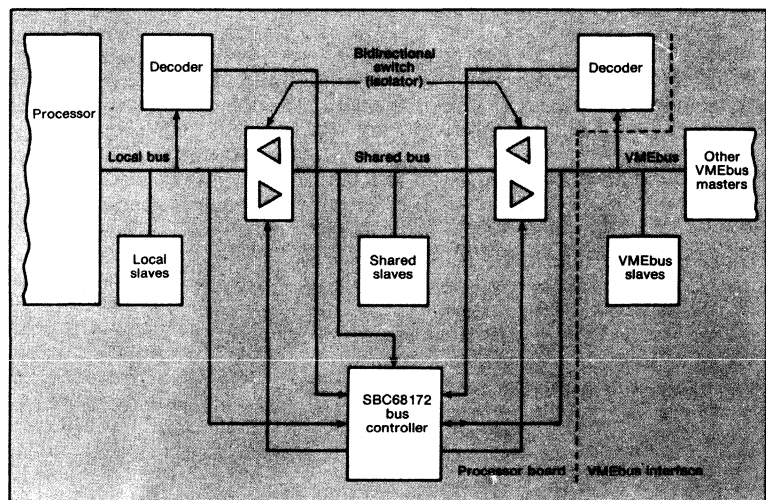 Bidirectional
switch
(isolator)
Decoder
Decoder
Processor
Local bus
Shared bus
VMEbus
Other
VMEbus
masters
Local
slaves
Shared
slaves
VMEbus
slaves
SBC68172
bus
controller
Processor board
VMEbus interface